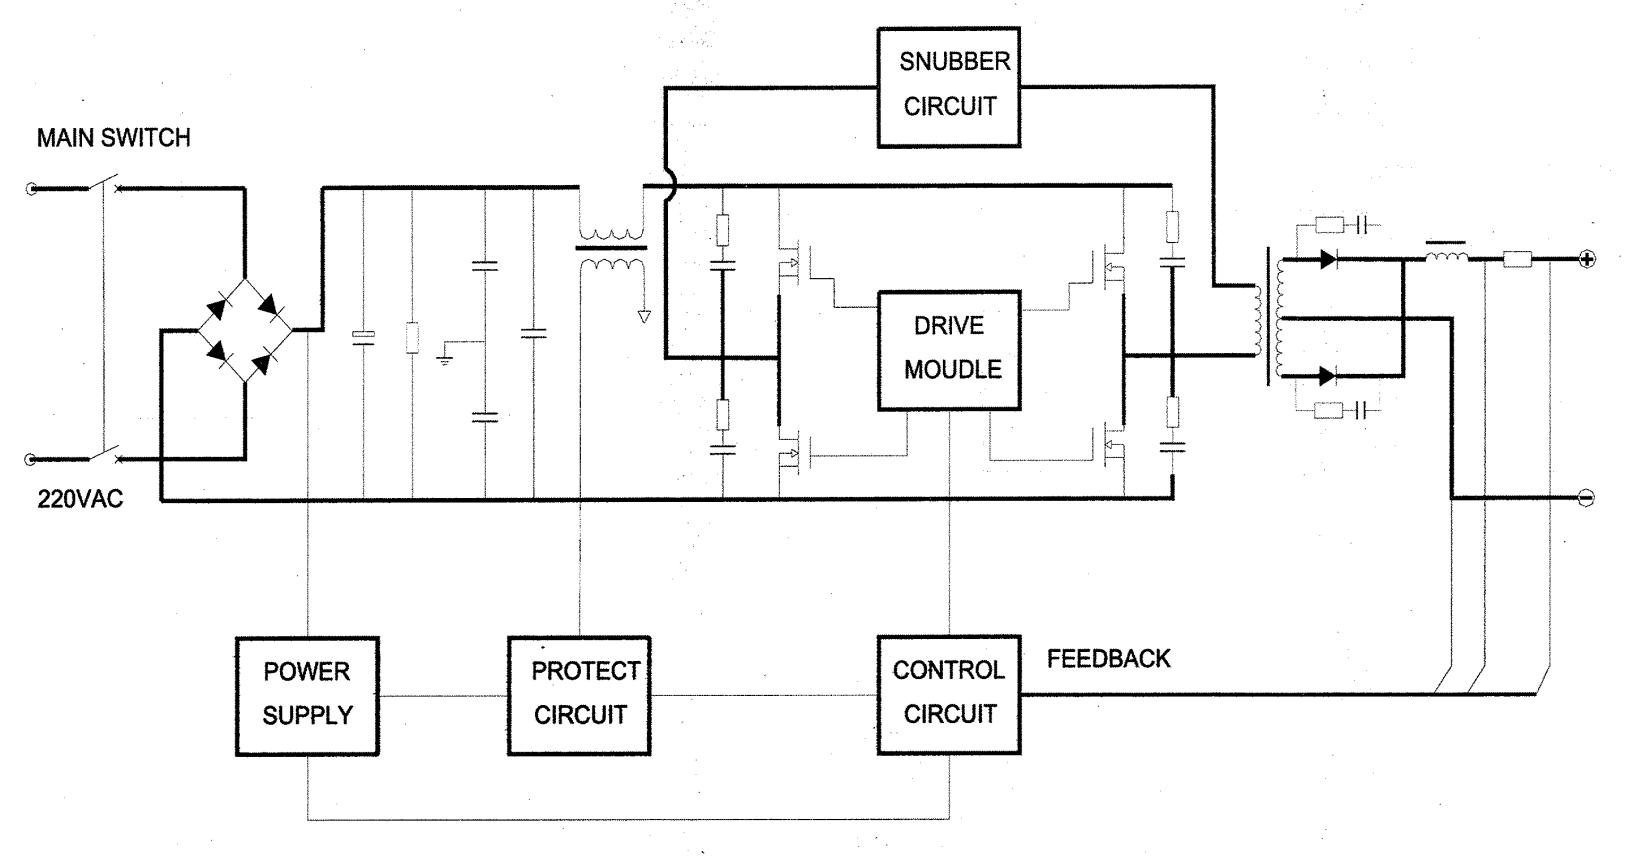 SNUBBER
CIRCUIT
MAIN SWITCH
DRIVE
MOUDLE
220VAC
POWER
SUPPLY
PROTECT
CIRCUIT
CONTROL
CIRCUIT
FEEDBACK